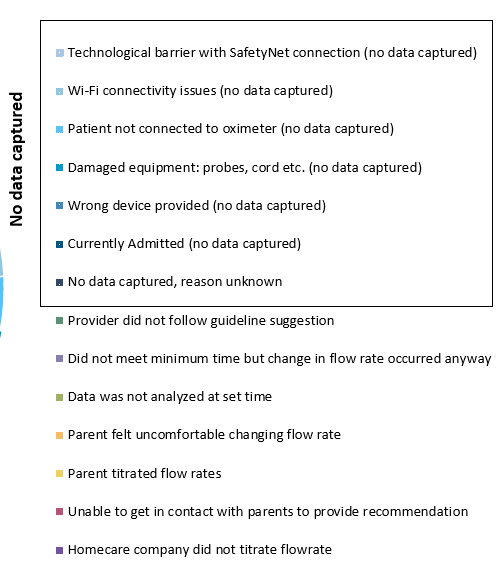 No data captured
Technological barrier with SafetyNet connection (no data captured)
Wi-Fi connectivity issues (no data captured)
Patient not connected to oximeter (no data captured)
Damaged equipment: probes, cord etc. (no data captured)
Wrong device provided (no data captured)
Currently Admitted (no data captured)
No data captured, reason unknown
Provider did not follow guideline suggestion
Did not meet minimum time but change in flow rate occurred anyway
Data was not analyzed at set time
Parent felt uncomfortable changing flow rate
Parent titrated flow rates
Unable to get in contact with parents to provide recommendation
Homecare company did not titrate flowrate